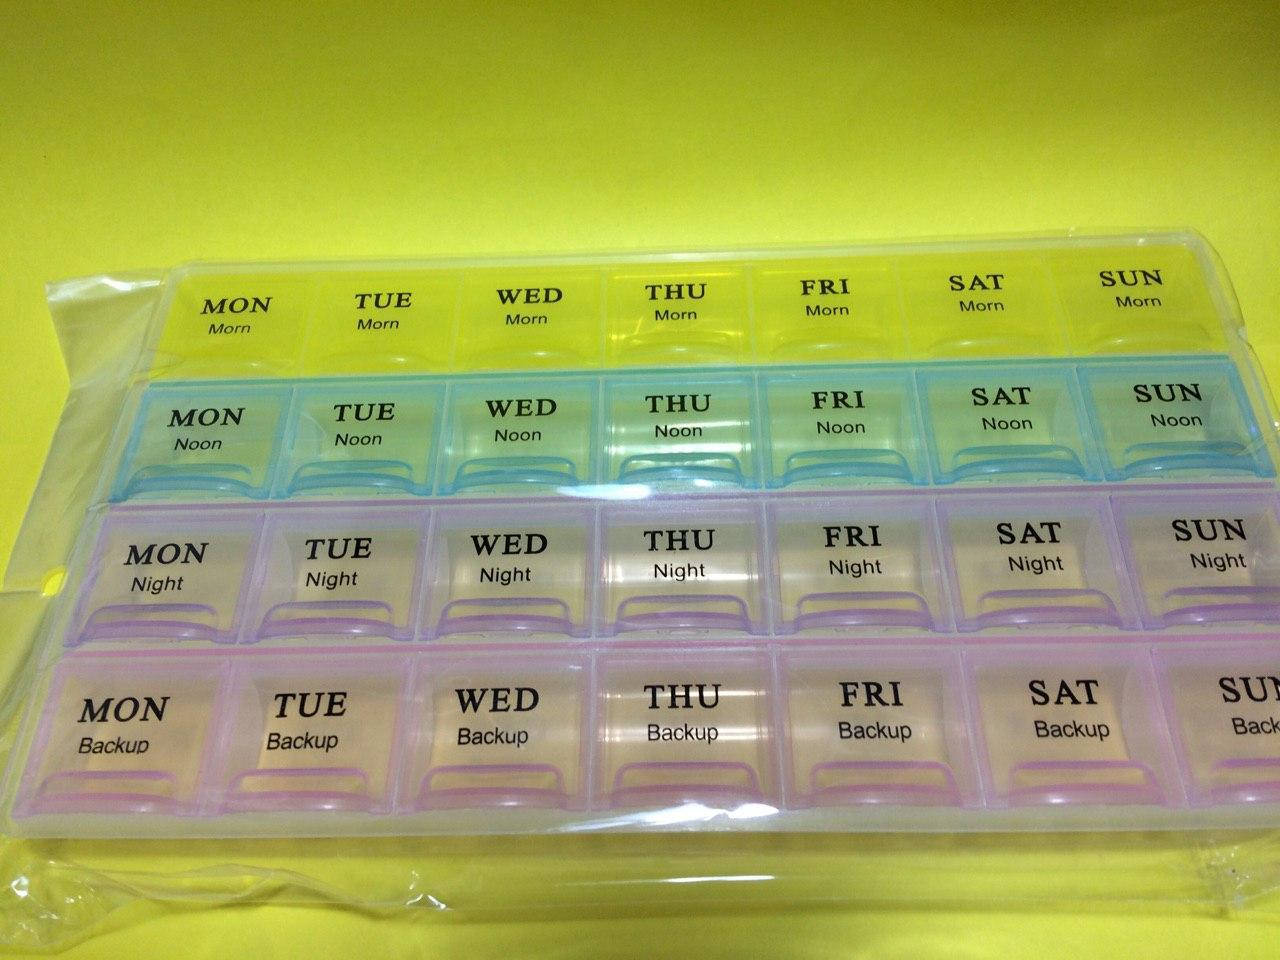 MON TUE WED THU FRI SAT SUN
Morn Morn Morn Morn Morn Morn Morn
MON TUE WED THU FRI SAT SUN
Noon Noon Noon Noon Noon Noon Noon
MON TUE WED THU FRI SAT SUN
Night Night Night Night Night Night Night
MON TUE WED THU FRI SAT SUN
Backup Backup Backup Backup Backup Backup Back